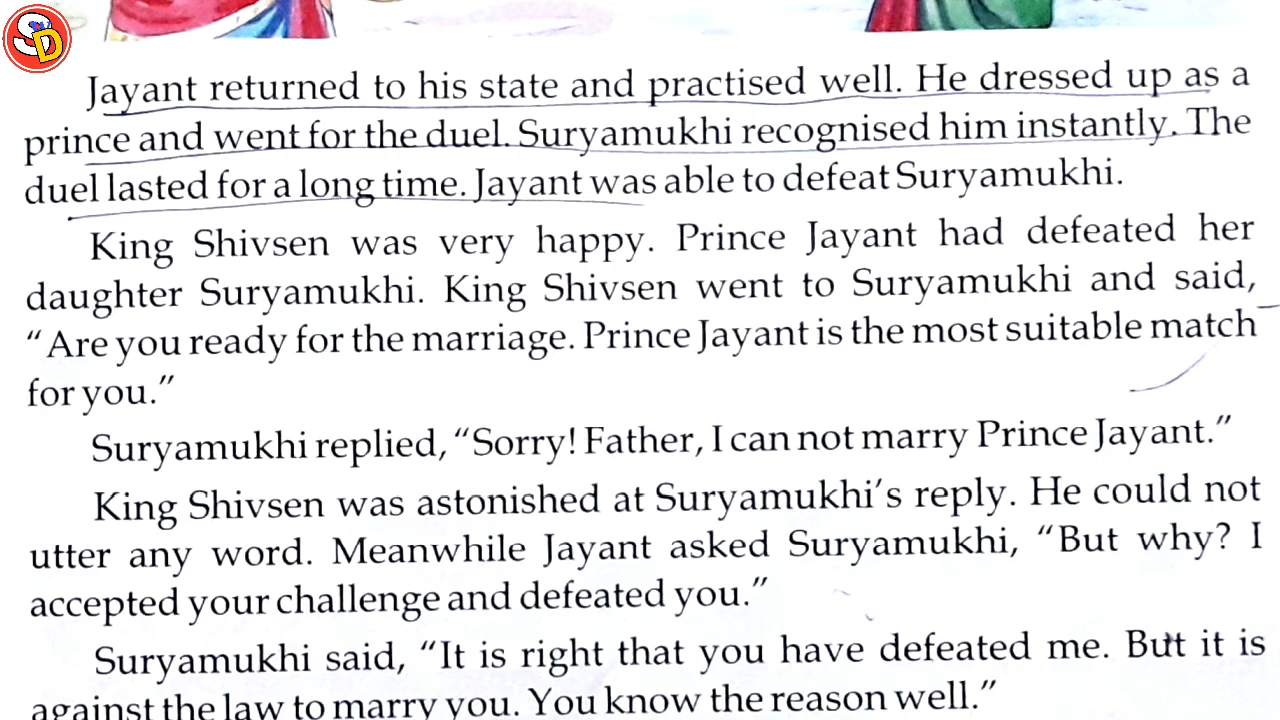 SD
Jayant returned to his state and practised well. He dressed up as a
prince and went for the duel. Suryamukhi recognised him instantly. The
duel lasted for a long time. Jayant was able to defeat Suryamukhi.
King Shivsen was very happy. Prince Jayant had defeated her
daughter Suryamukhi. King Shivsen went to Suryamukhi and said,
“Are you ready for the marriage. Prince Jayant is the most suitable match
for you.”
Suryamukhi replied, “Sorry! Father, I can not marry Prince Jayant.”
King Shivsen was astonished at Suryamukhi’s reply. He could not
utter any word. Meanwhile Jayant asked Suryamukhi, “But why? I
accepted your challenge and defeated you.”
Suryamukhi said, “It is right that you have defeated me. But it is
against the law to marry you. You know the reason well.”